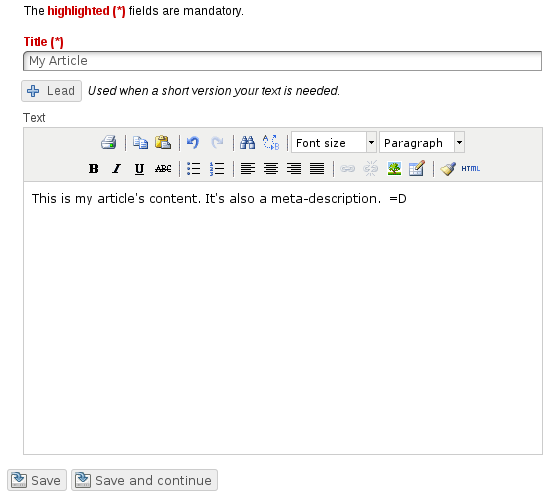 The highlighted (*) fields are mandatory.
Title (*)
My Article
Lead Used when a short version your text is needed.
Text
Font size Paragraph
B I U ABC HTML
This is my article's content. It's also a meta-description. =D
Save Save and continue